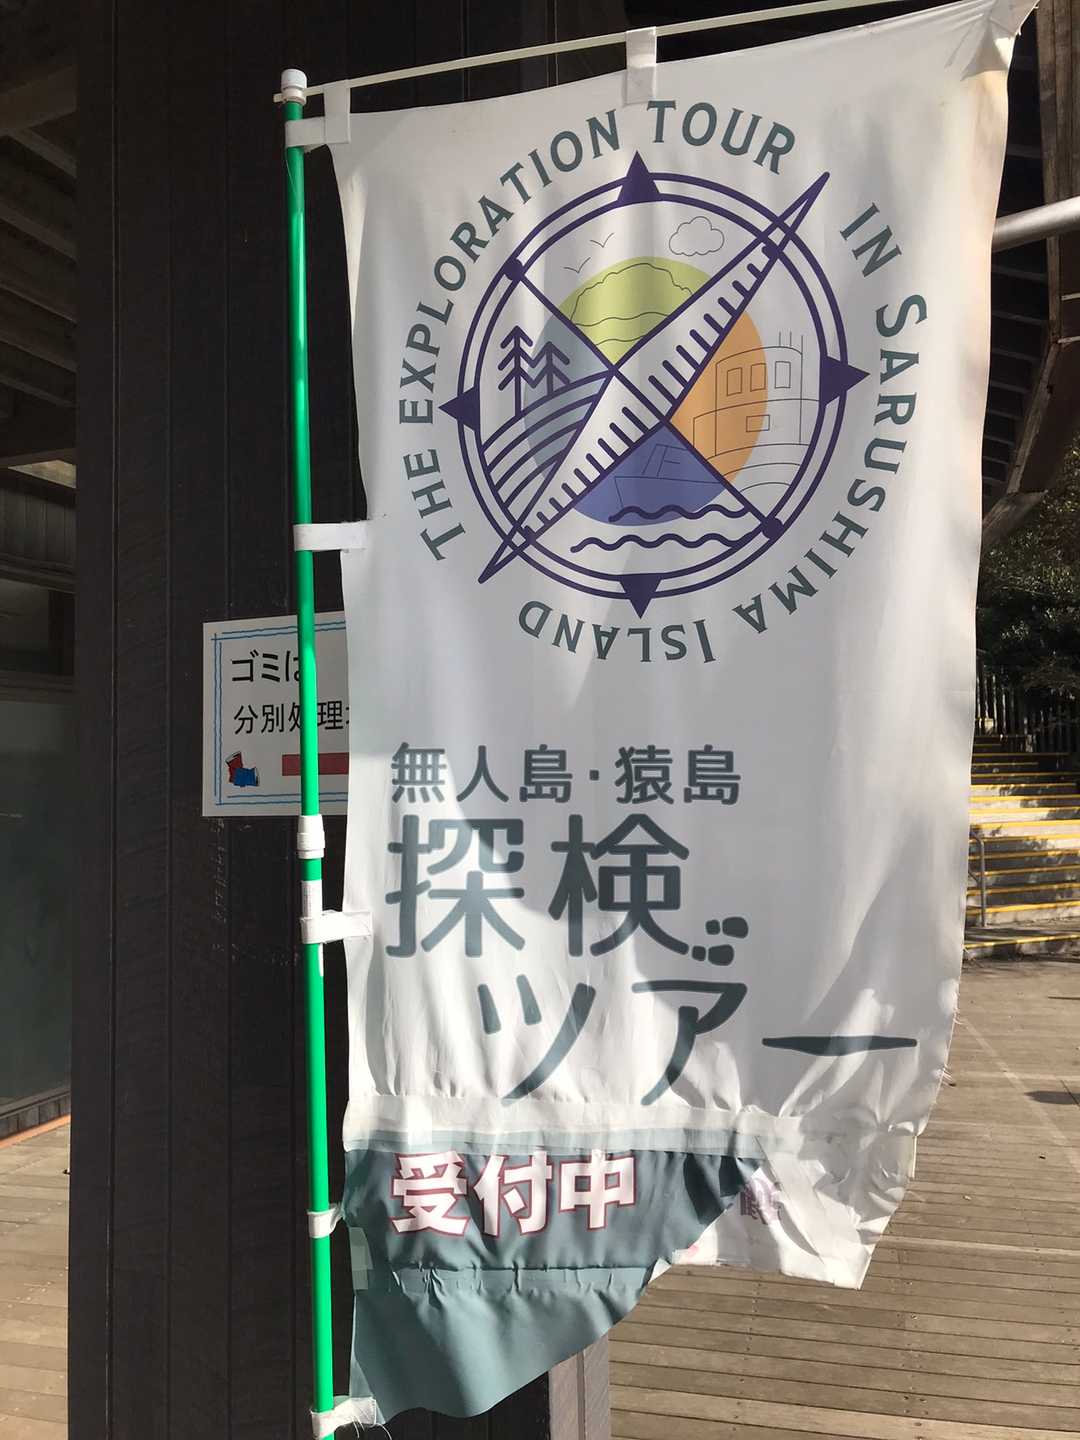 THE EXPLORATION TOUR IN SARUSHIMA ISLAND
無人島・猿島
探検
ツアー
受付中
ゴミは
分別処理